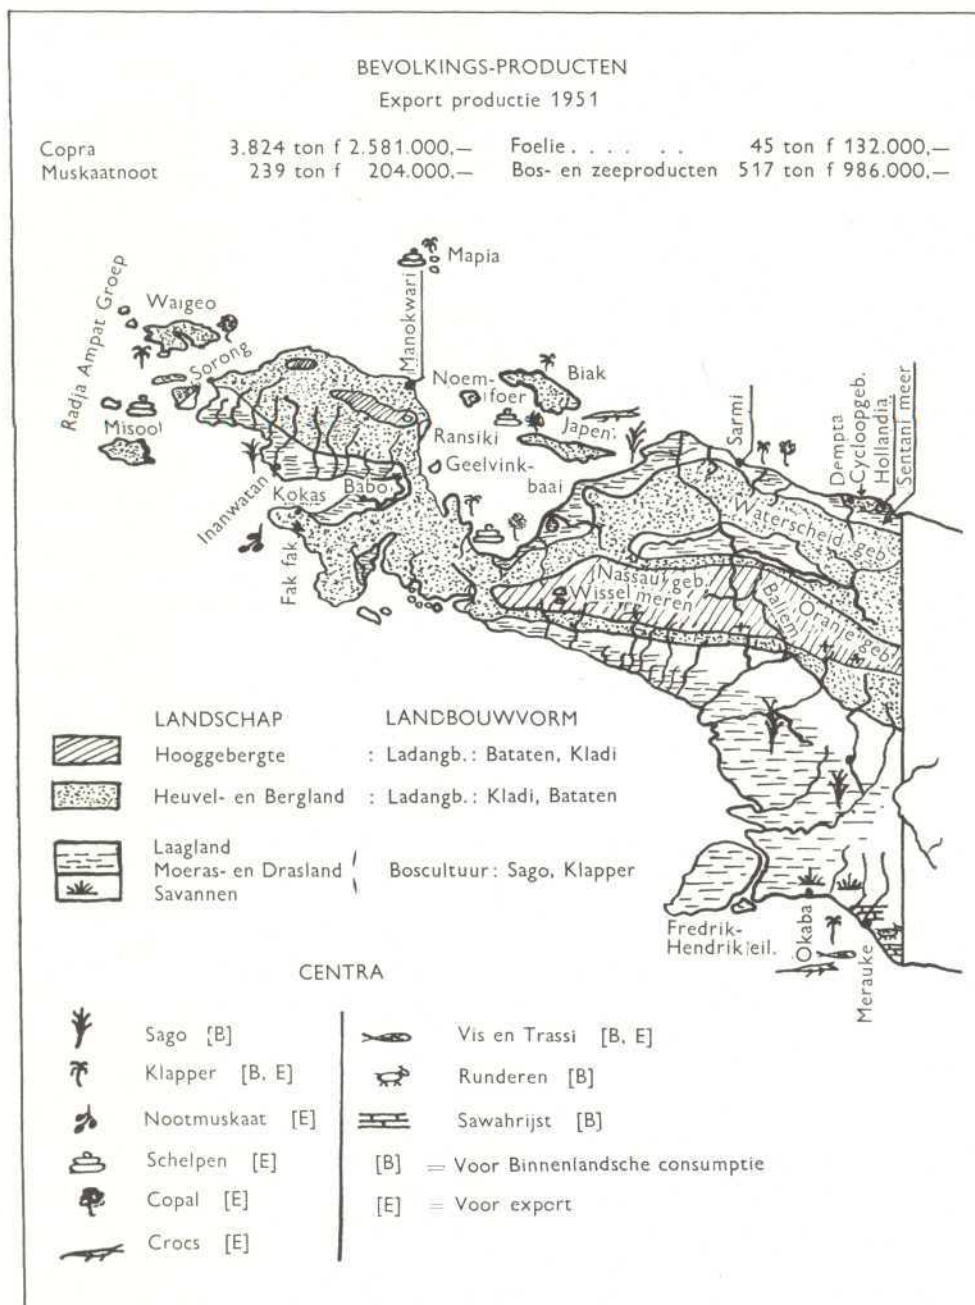 BEVOLKINGS-PRODUCTEN
Export productie 1951
Copra 3.824 ton f 2.581.000,— Foelie . . . . . . 45 ton f 132.000,—
Muskaatnoot 239 ton f 204.000,— Bos- en zeeproducten 517 ton f 986.000,—
Mapia
Manokwari
Radja Ampat Groep
Waigeo
Sorong
Misool
Noem-
foer
Biak
Japen
Ransiki
Geelvink-
baai
Sarmi
Dempta
Cycloopgeb.
Hollandia
Sentani meer
Inanwatan
Kokas
Babo
Fak fak
Waterscheid geb.
Nassau geb.
Wissel meren
Baliem
Oranje geb.
LANDSCHAP LANDBOUWVORM
Hooggebergte : Ladangb.: Bataten, Kladi
Heuvel- en Bergland : Ladangb.: Kladi, Bataten
Laagland
Moeras- en Drasland Boscultuur: Sago, Klapper
Savannen
Fredrik-
Hendrik eil.
Okaba
Merauke
CENTRA
Sago [B]
Klapper [B, E]
Nootmuskaat [E]
Schelpen [E]
Copal [E]
Crocs [E]
Vis en Trassi [B, E]
Runderen [B]
Sawahrijst [B]
[B] = Voor Binnenlandsche consumptie
[E] = Voor export